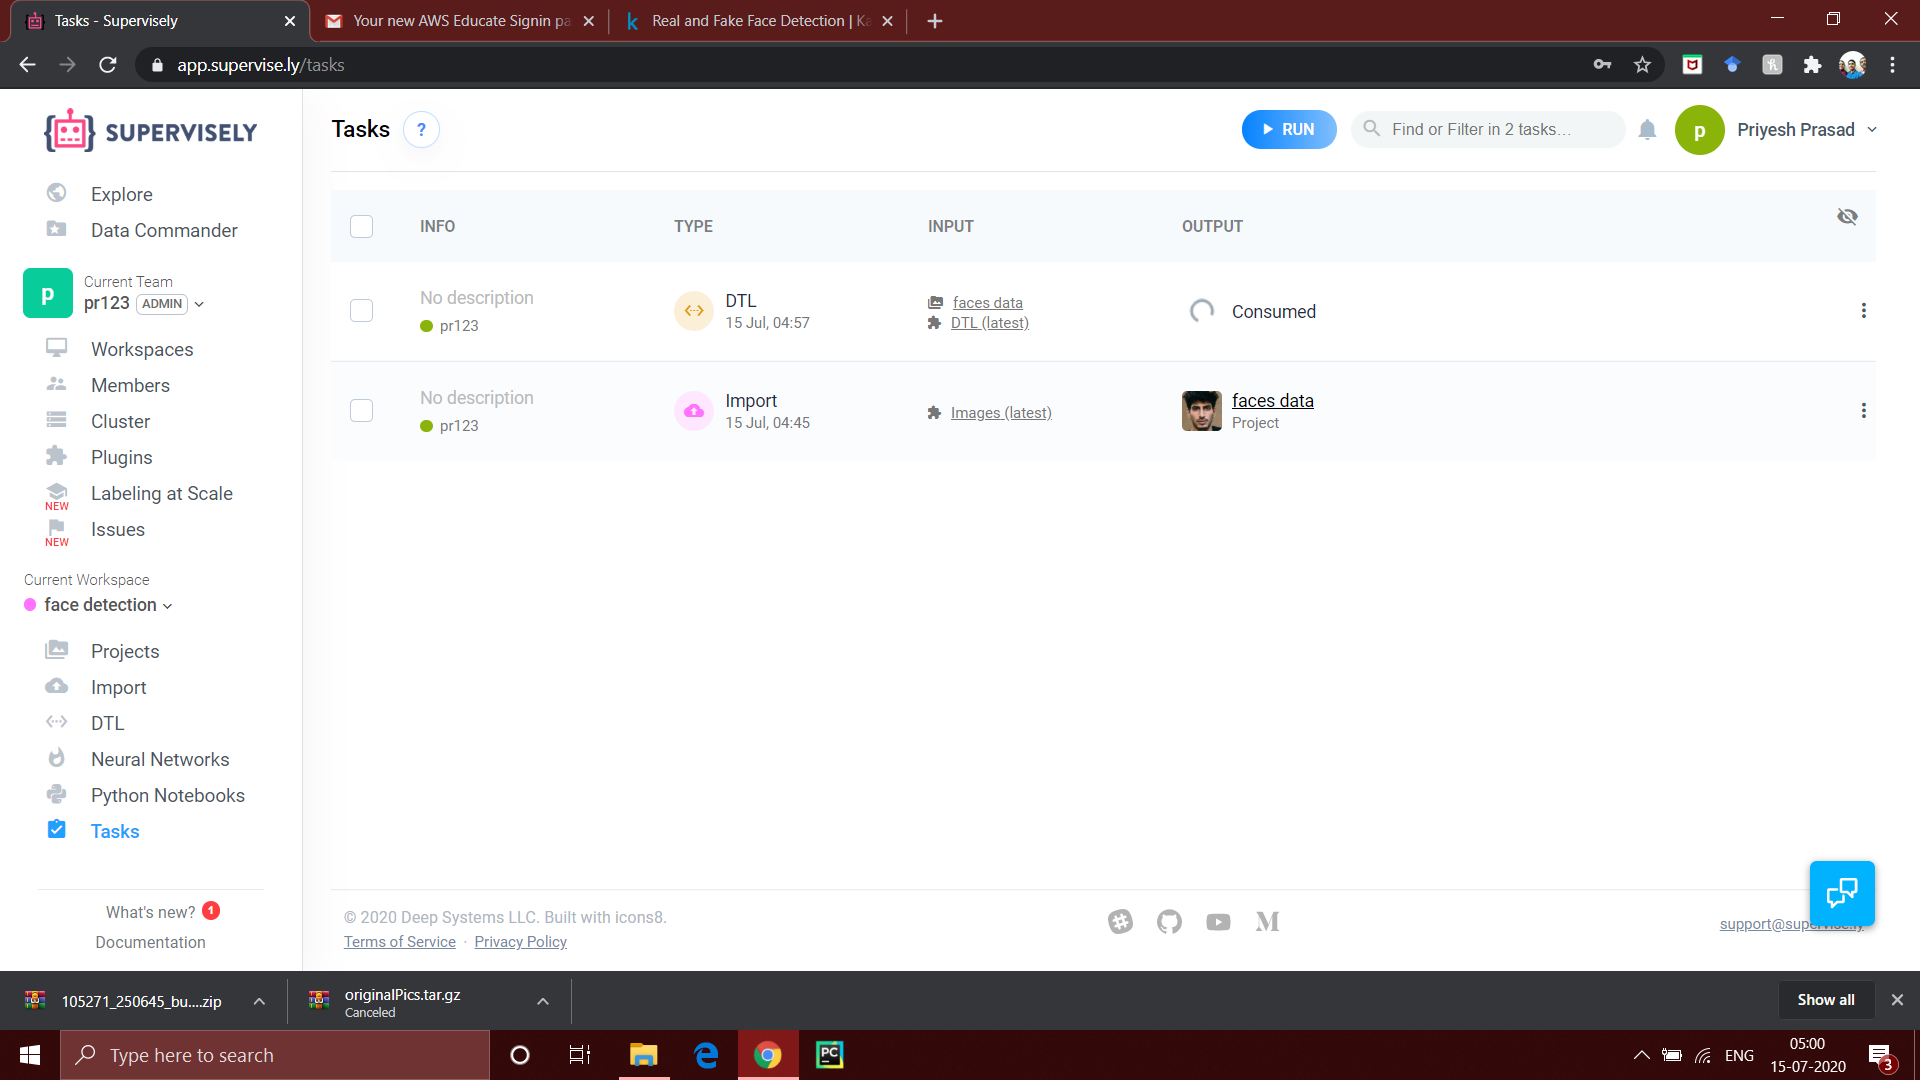 Tasks - Supervisely
Your new AWS Educate Signin pa
Real and Fake Face Detection | Ka
app.supervise.ly/tasks
SUPERVISELY
Explore
Data Commander
Current Team
p
pr123 ADMIN
Workspaces
Members
Cluster
Plugins
Labeling at Scale
NEW
Issues
NEW
Current Workspace
face detection
Projects
Import
DTL
Neural Networks
Python Notebooks
Tasks
What's new? 1
Documentation
Tasks ?
RUN
Find or Filter in 2 tasks...
p
Priyesh Prasad
INFO TYPE INPUT OUTPUT
No description
pr123
DTL
15 Jul, 04:57
faces data
DTL (latest)
Consumed
No description
pr123
Import
15 Jul, 04:45
Images (latest)
faces data
Project
© 2020 Deep Systems LLC. Built with icons8.
Terms of Service · Privacy Policy
support@supervise.ly
105271_250645_bu....zip
originalPics.tar.gz
Canceled
Show all
Type here to search
PC
ENG
05:00
15-07-2020
3